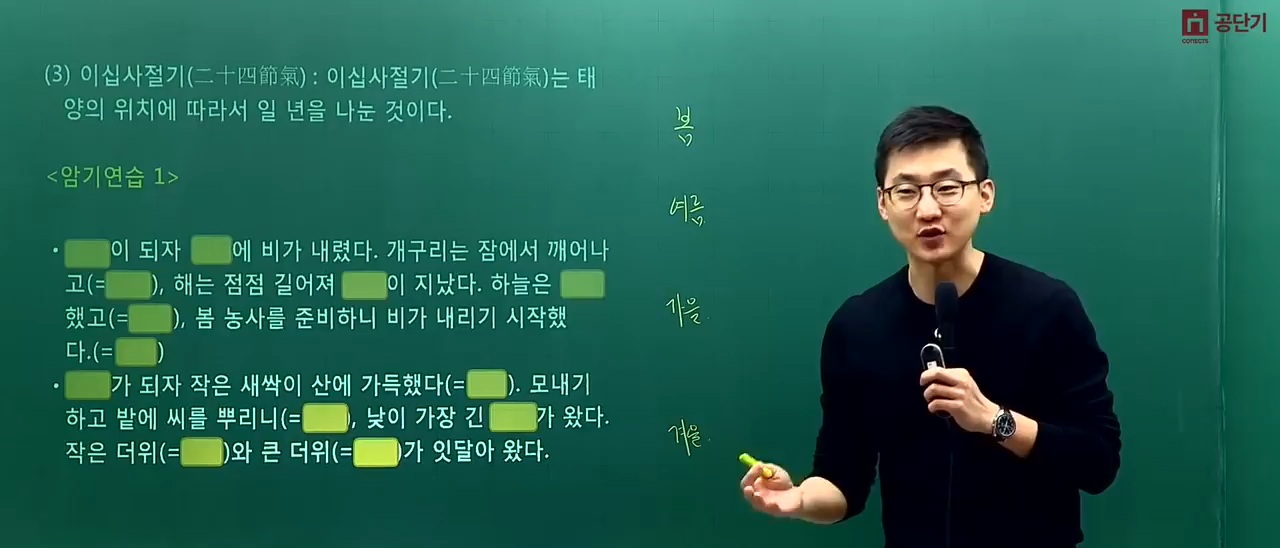 (3) 이십사절기(二十四節氣) : 이십사절기(二十四節氣)는 태
양의 위치에 따라서 일 년을 나눈 것이다.
<암기연습 1>
• 이 되자 에 비가 내렸다. 개구리는 잠에서 깨어나
고(= ), 해는 점점 길어져 이 지났다. 하늘은
했고(= ), 봄 농사를 준비하니 비가 내리기 시작했
다.(= )
• 가 되자 작은 새싹이 산에 가득했다(= ). 모내기
하고 밭에 씨를 뿌리니(= ), 낮이 가장 긴 가 왔다.
작은 더위(= )와 큰 더위(= )가 잇달아 왔다.
봄
여름
가을.
겨울.
공단기
CONECTS